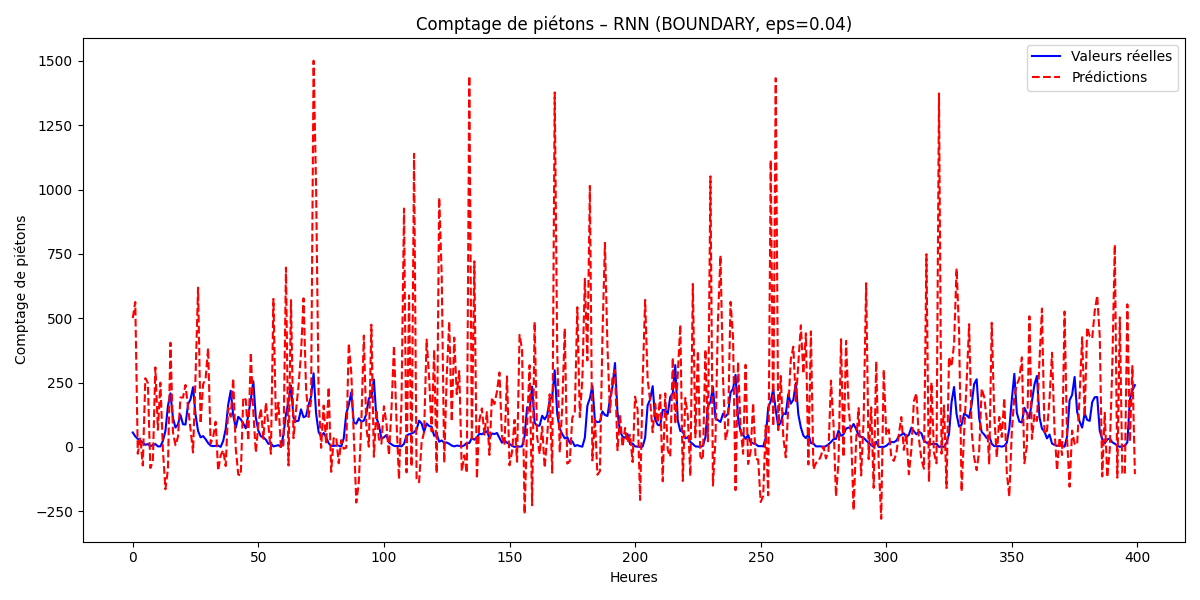 Comptage de piétons – RNN (BOUNDARY, eps=0.04)
Valeurs réelles
Prédictions
1500
1250
1000
750
500
250
0
−250
Comptage de piétons
0 50 100 150 200 250 300 350 400
Heures